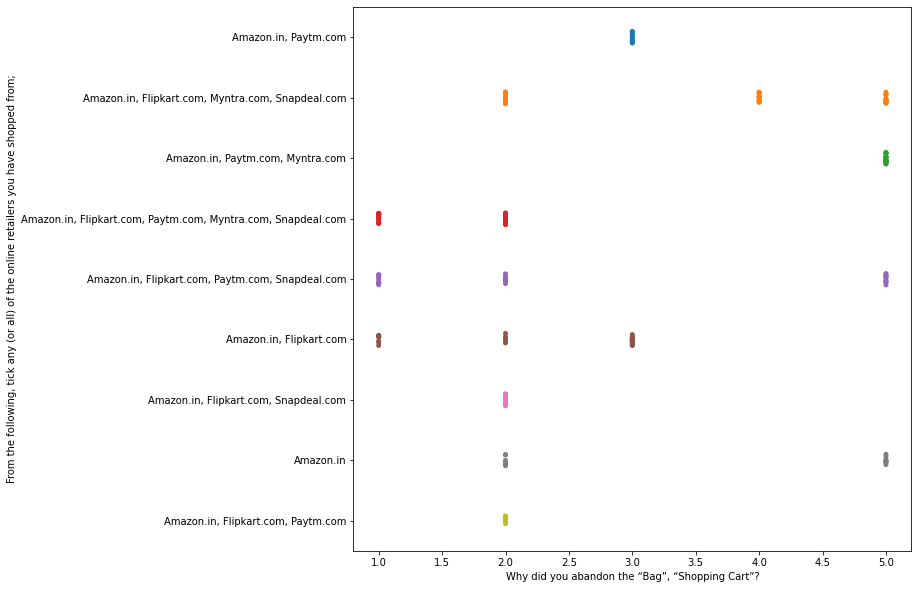 From the following, tick any (or all) of the online retailers you have shopped from;
Amazon.in, Paytm.com
Amazon.in, Flipkart.com, Myntra.com, Snapdeal.com
Amazon.in, Paytm.com, Myntra.com
Amazon.in, Flipkart.com, Paytm.com, Myntra.com, Snapdeal.com
Amazon.in, Flipkart.com, Paytm.com, Snapdeal.com
Amazon.in, Flipkart.com
Amazon.in, Flipkart.com, Snapdeal.com
Amazon.in
Amazon.in, Flipkart.com, Paytm.com
1.0 1.5 2.0 2.5 3.0 3.5 4.0 4.5 5.0
Why did you abandon the “Bag”, “Shopping Cart”?